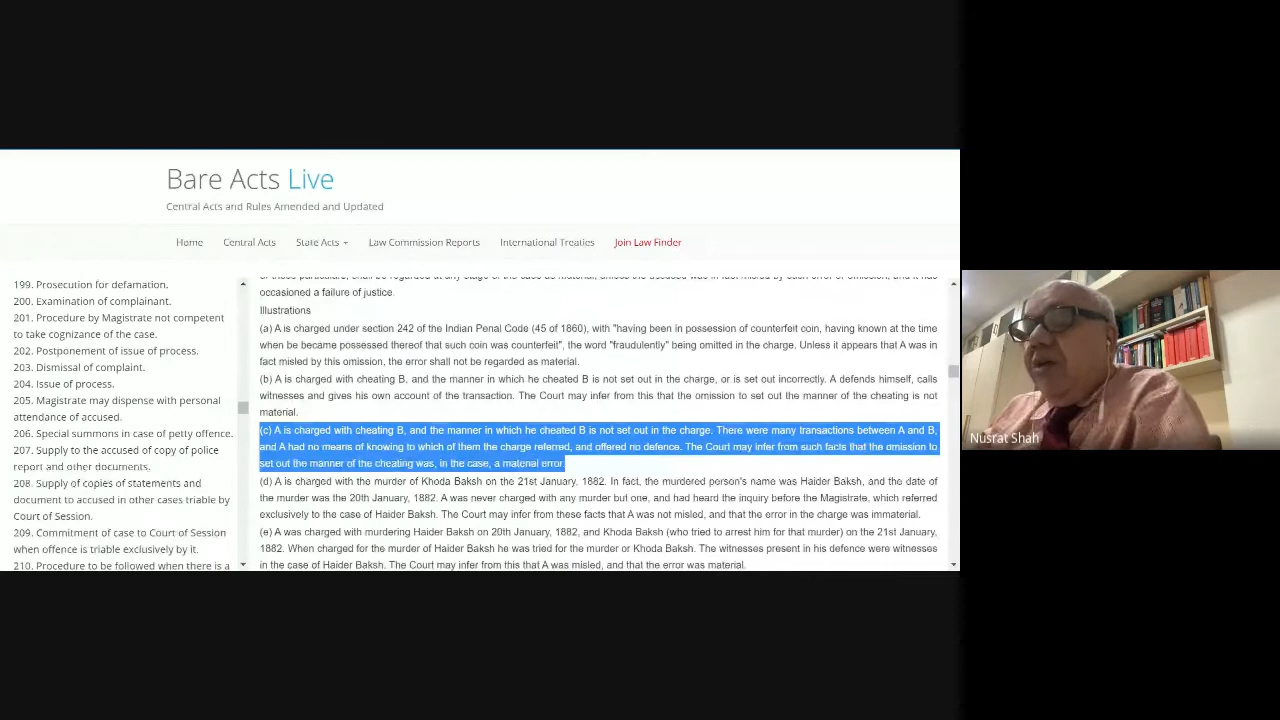 Bare Acts Live
Central Acts and Rules Amended and Updated
Home Central Acts State Acts Law Commission Reports International Treaties Join Law Finder
199. Prosecution for defamation.
200. Examination of complainant.
201. Procedure by Magistrate not competent
to take cognizance of the case.
202. Postponement of issue of process.
203. Dismissal of complaint.
204. Issue of process.
205. Magistrate may dispense with personal
attendance of accused.
206. Special summons in case of petty offence.
207. Supply to the accused of copy of police
report and other documents.
208. Supply of copies of statements and
document to accused in other cases triable by
Court of Session.
209. Commitment of case to Court of Session
when offence is triable exclusively by it.
210. Procedure to be followed when there is a
occasioned a failure of justice.
Illustrations
(a) A is charged under section 242 of the Indian Penal Code (45 of 1860), with "having been in possession of counterfeit coin, having known at the time
when be became possessed thereof that such coin was counterfeit", the word "fraudulently" being omitted in the charge. Unless it appears that A was in
fact misled by this omission, the error shall not be regarded as material.
(b) A is charged with cheating B, and the manner in which he cheated B is not set out in the charge, or is set out incorrectly. A defends himself, calls
witnesses and gives his own account of the transaction. The Court may infer from this that the omission to set out the manner of the cheating is not
material.
(c) A is charged with cheating B, and the manner in which he cheated B is not set out in the charge. There were many transactions between A and B,
and A had no means of knowing to which of them the charge referred, and offered no defence. The Court may infer from such facts that the omission to
set out the manner of the cheating was, in the case, a material error.
(d) A is charged with the murder of Khoda Baksh on the 21st January, 1882. In fact, the murdered person's name was Haider Baksh, and the date of
the murder was the 20th January, 1882. A was never charged with any murder but one, and had heard the inquiry before the Magistrate, which referred
exclusively to the case of Haider Baksh. The Court may infer from these facts that A was not misled, and that the error in the charge was immaterial.
(e) A was charged with murdering Haider Baksh on 20th January, 1882, and Khoda Baksh (who tried to arrest him for that murder) on the 21st January,
1882. When charged for the murder of Haider Baksh he was tried for the murder or Khoda Baksh. The witnesses present in his defence were witnesses
in the case of Haider Baksh. The Court may infer from this that A was misled, and that the error was material.
Nusrat Shah